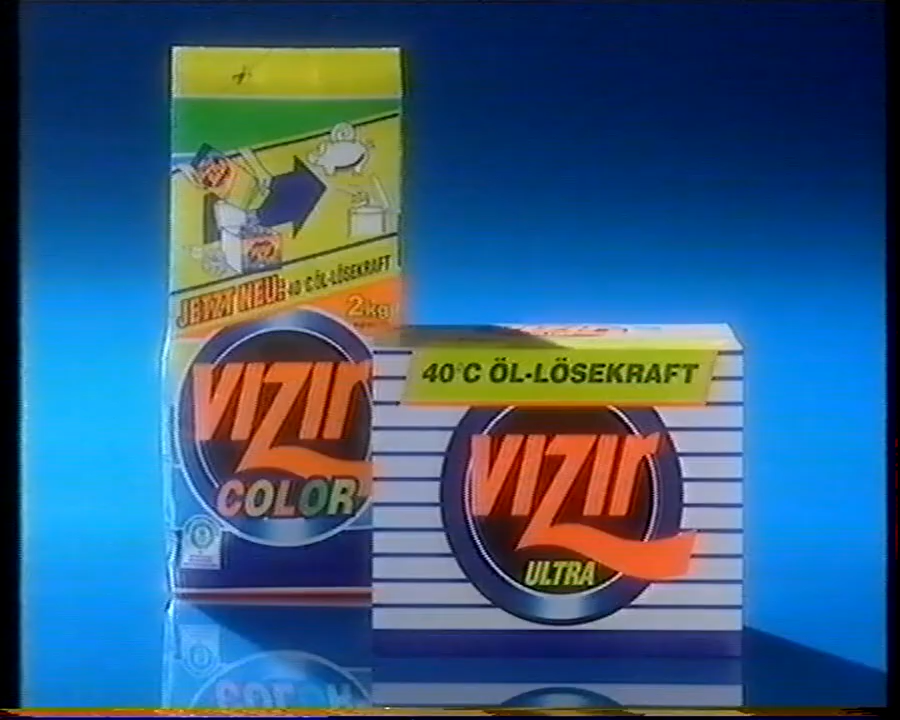 JETZT NEU: 40°C ÖL-LÖSEKRAFT
2kg
VIZIR
COLOR
40°C ÖL-LÖSEKRAFT
VIZIR
ULTRA